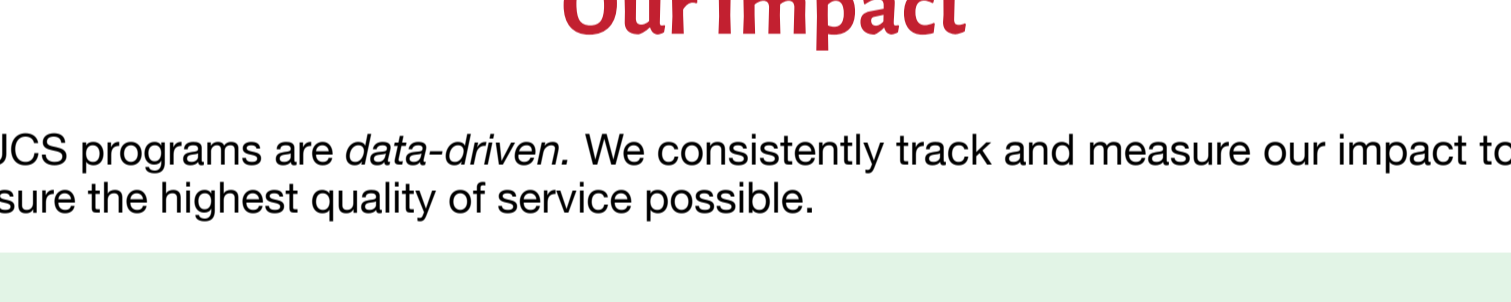 Our Impact
JCS programs are data-driven. We consistently track and measure our impact to
sure the highest quality of service possible.